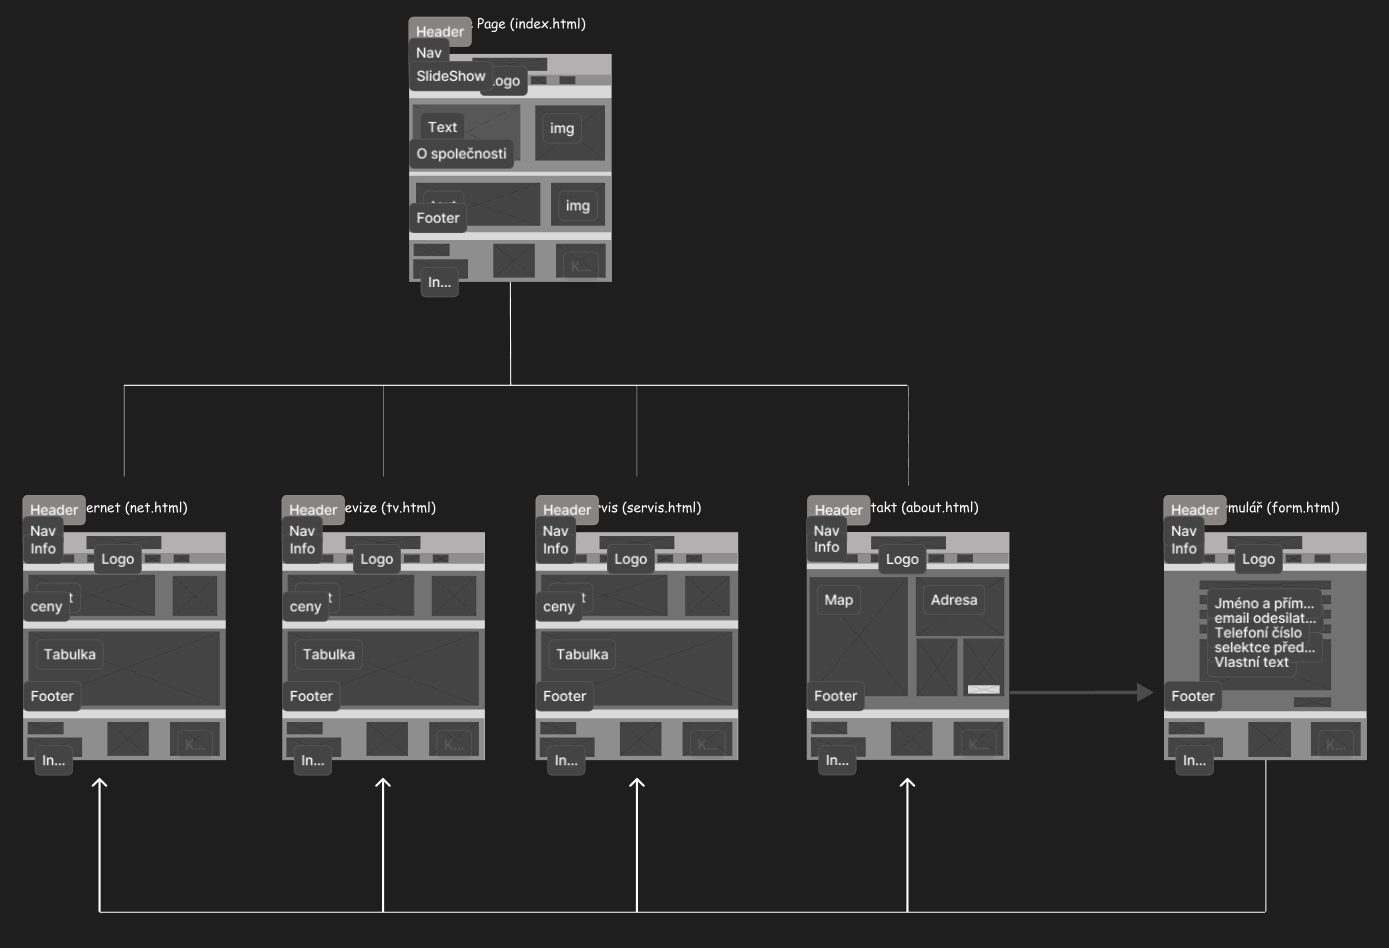 Header
Page (index.html)
Nav
SlideShow
ogo
Text
img
O společnosti
img
Footer
K...
In...
Header
ernet (net.html)
Nav
Info
Logo
ceny
Tabulka
Footer
K...
In...
Header
evize (tv.html)
Nav
Info
Logo
ceny
Tabulka
Footer
K...
In...
Header
rvis (servis.html)
Nav
Info
Logo
ceny
Tabulka
Footer
K...
In...
Header
takt (about.html)
Nav
Info
Logo
Map
Adresa
Footer
K...
In...
Header
mulář (form.html)
Nav
Info
Logo
Jméno a přím...
email odesilat...
Telefoní číslo
selektce před...
Vlastní text
Footer
K...
In...